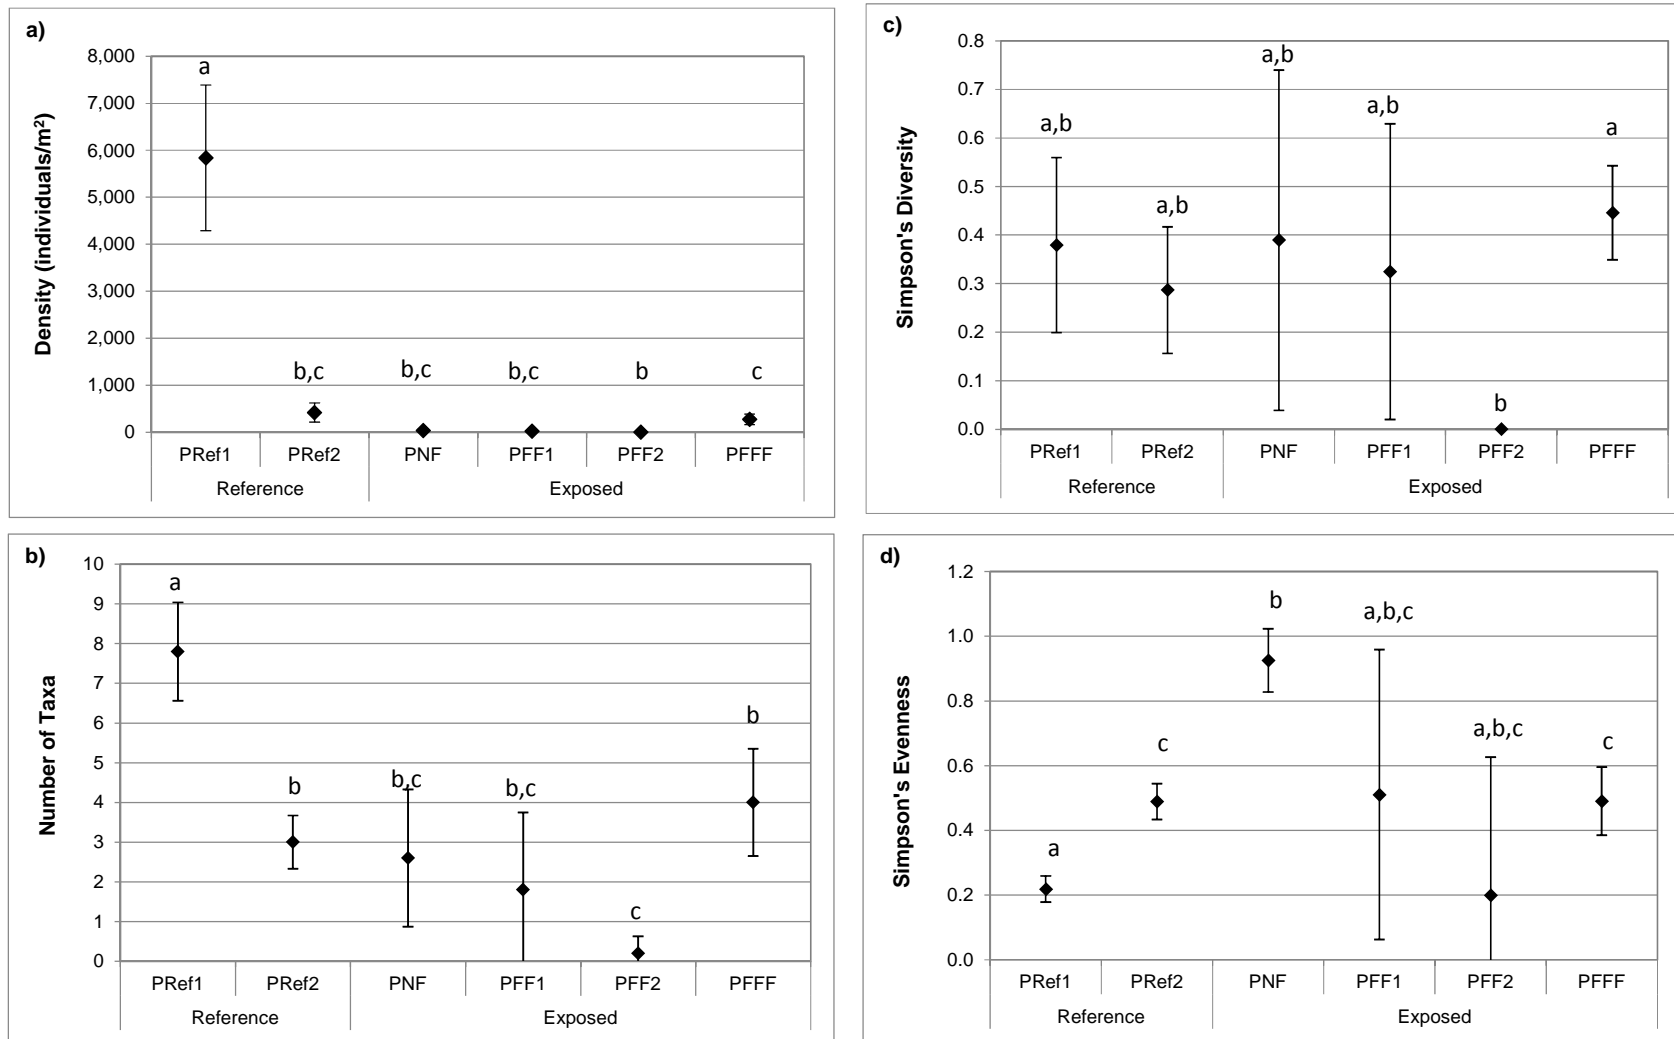 a)
Density (individuals/m²)
8,000
7,000
6,000
5,000
4,000
3,000
2,000
1,000
0
a
b,c
b,c
b,c
b
c
PRef1 PRef2 PNF PFF1 PFF2 PFFF
Reference Exposed
c)
Simpson's Diversity
0.8
0.7
0.6
0.5
0.4
0.3
0.2
0.1
0.0
a,b
a,b
a,b
a,b
b
a
PRef1 PRef2 PNF PFF1 PFF2 PFFF
Reference Exposed
b)
Number of Taxa
10
9
8
7
6
5
4
3
2
1
0
a
b
b,c
b,c
c
b
PRef1 PRef2 PNF PFF1 PFF2 PFFF
Reference Exposed
d)
Simpson's Evenness
1.2
1.0
0.8
0.6
0.4
0.2
0.0
a
c
b
a,b,c
a,b,c
c
PRef1 PRef2 PNF PFF1 PFF2 PFFF
Reference Exposed